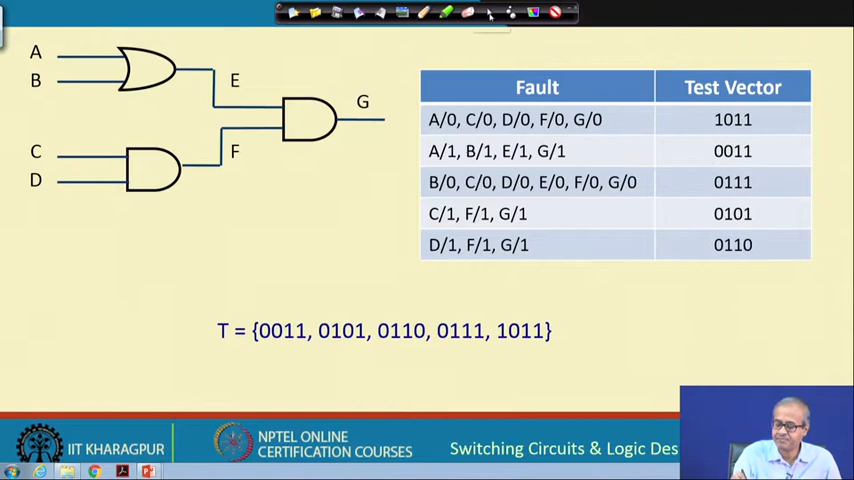 A
B
E
G
C
D
F
Fault Test Vector
A/0, C/0, D/0, F/0, G/0 1011
A/1, B/1, E/1, G/1 0011
B/0, C/0, D/0, E/0, F/0, G/0 0111
C/1, F/1, G/1 0101
D/1, F/1, G/1 0110
T = {0011, 0101, 0110, 0111, 1011}
IIT KHARAGPUR
NPTEL ONLINE
CERTIFICATION COURSES
Switching Circuits & Logic Des